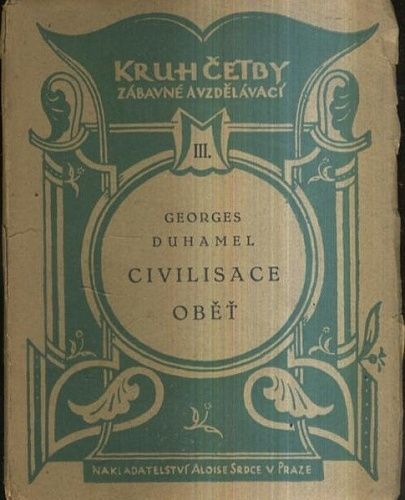 KRUH ČETBY
ZÁBAVNÉ A VZDĚLÁVACÍ
III.
GEORGES
DUHAMEL
CIVILISACE
OBĚŤ
NAKLADATELSTVÍ ALOISE SRDCE V PRAZE